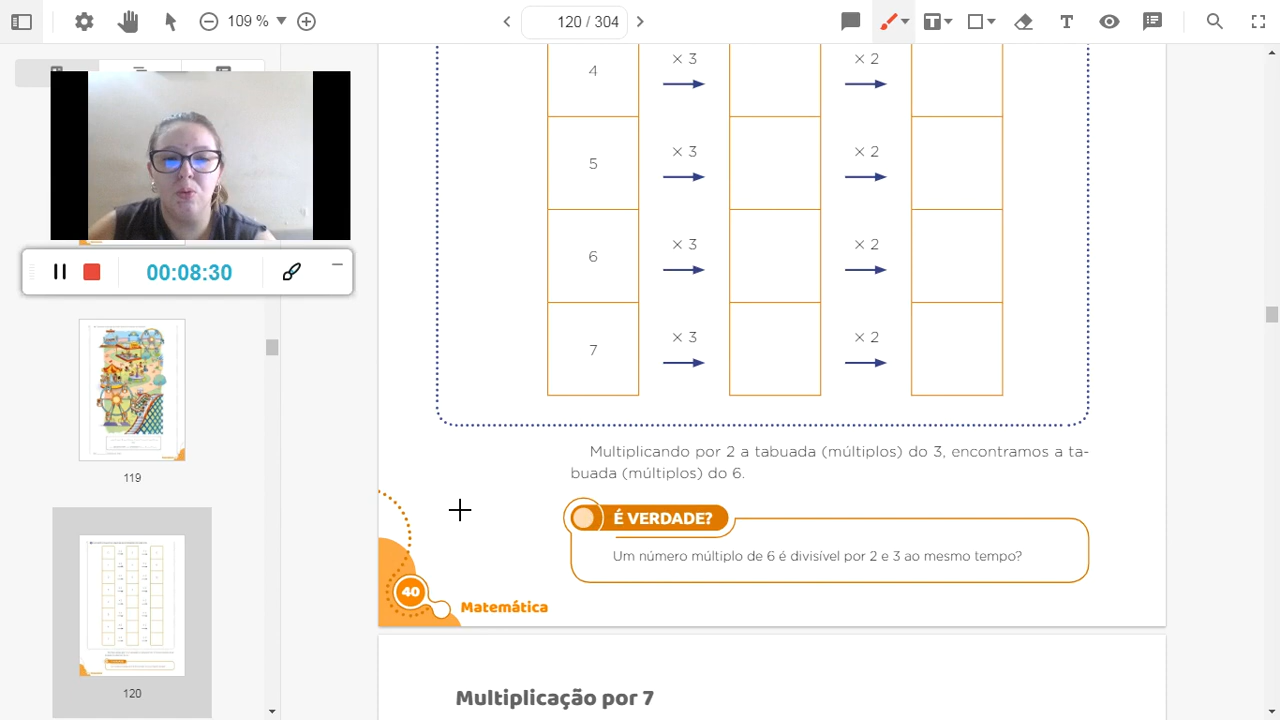 109 %
120 / 304
4 × 3 × 2
5 × 3 × 2
00:08:30
6 × 3 × 2
7 × 3 × 2
119
Multiplicando por 2 a tabuada (múltiplos) do 3, encontramos a ta-
buada (múltiplos) do 6.
É VERDADE?
Um número múltiplo de 6 é divisível por 2 e 3 ao mesmo tempo?
40
Matemática
120
Multiplicação por 7